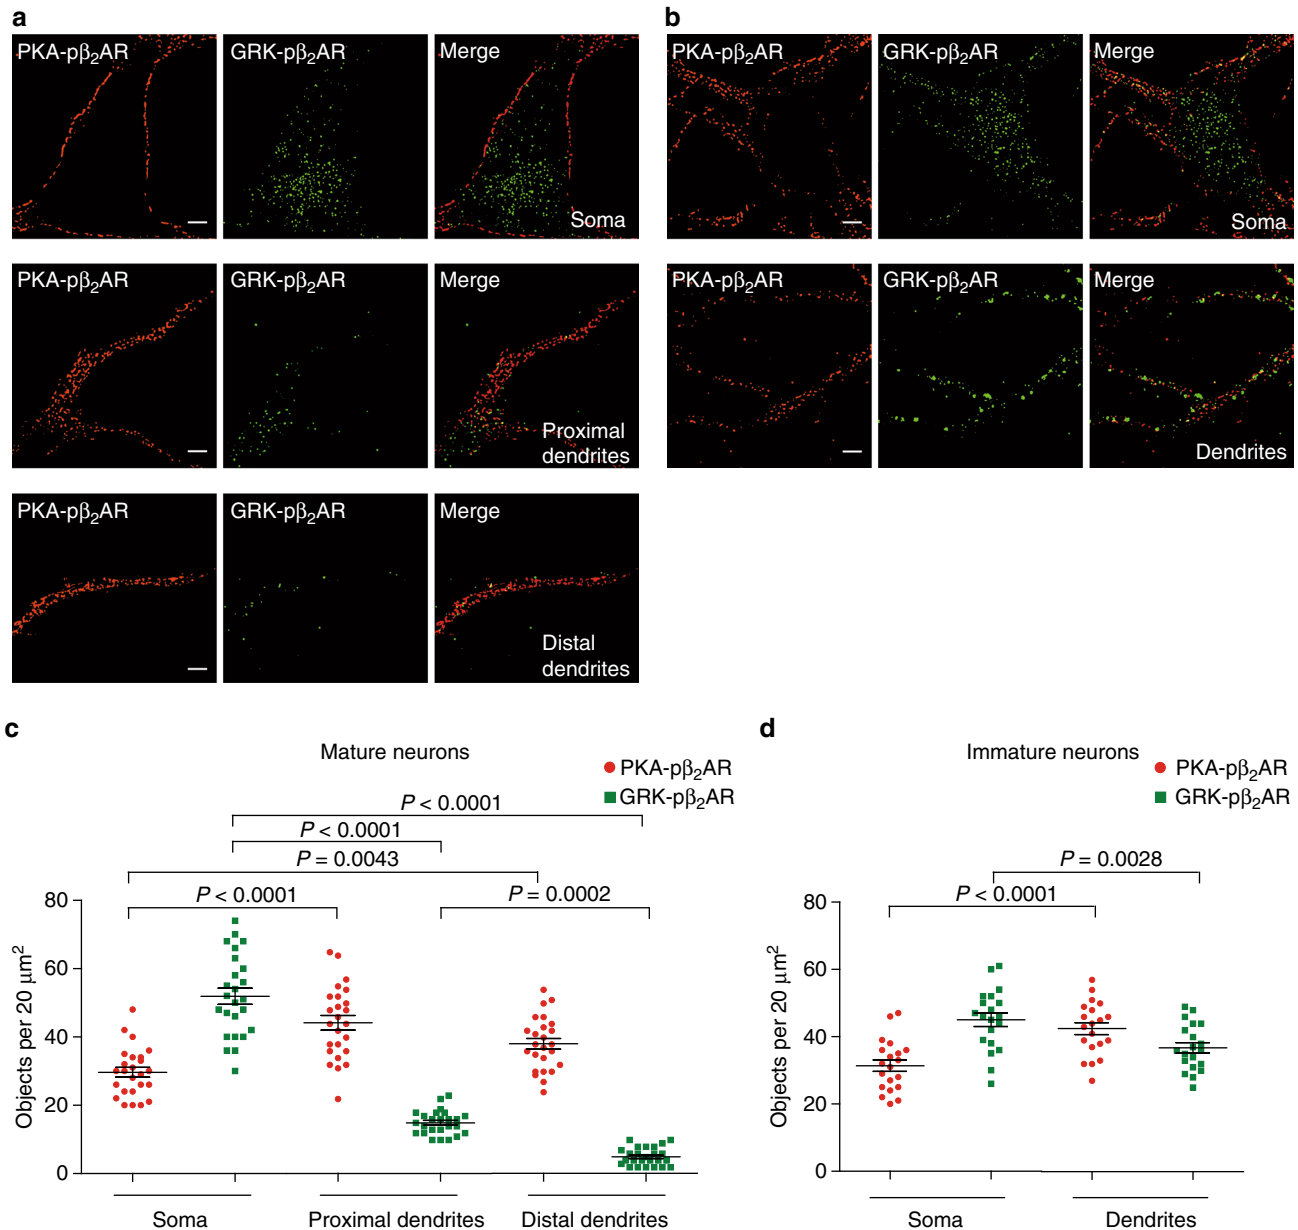 a
PKA-pβ₂AR GRK-pβ₂AR Merge
Soma
PKA-pβ₂AR GRK-pβ₂AR Merge
Proximal
dendrites
PKA-pβ₂AR GRK-pβ₂AR Merge
Distal
dendrites
b
PKA-pβ₂AR GRK-pβ₂AR Merge
Soma
PKA-pβ₂AR GRK-pβ₂AR Merge
Dendrites
c
Mature neurons
PKA-pβ₂AR
GRK-pβ₂AR
P < 0.0001
P < 0.0001
P = 0.0043
P < 0.0001 P = 0.0002
Objects per 20 μm²
80
60
40
20
0
Soma Proximal dendrites Distal dendrites
d
Immature neurons
PKA-pβ₂AR
GRK-pβ₂AR
P = 0.0028
P < 0.0001
Objects per 20 μm²
80
60
40
20
0
Soma Dendrites